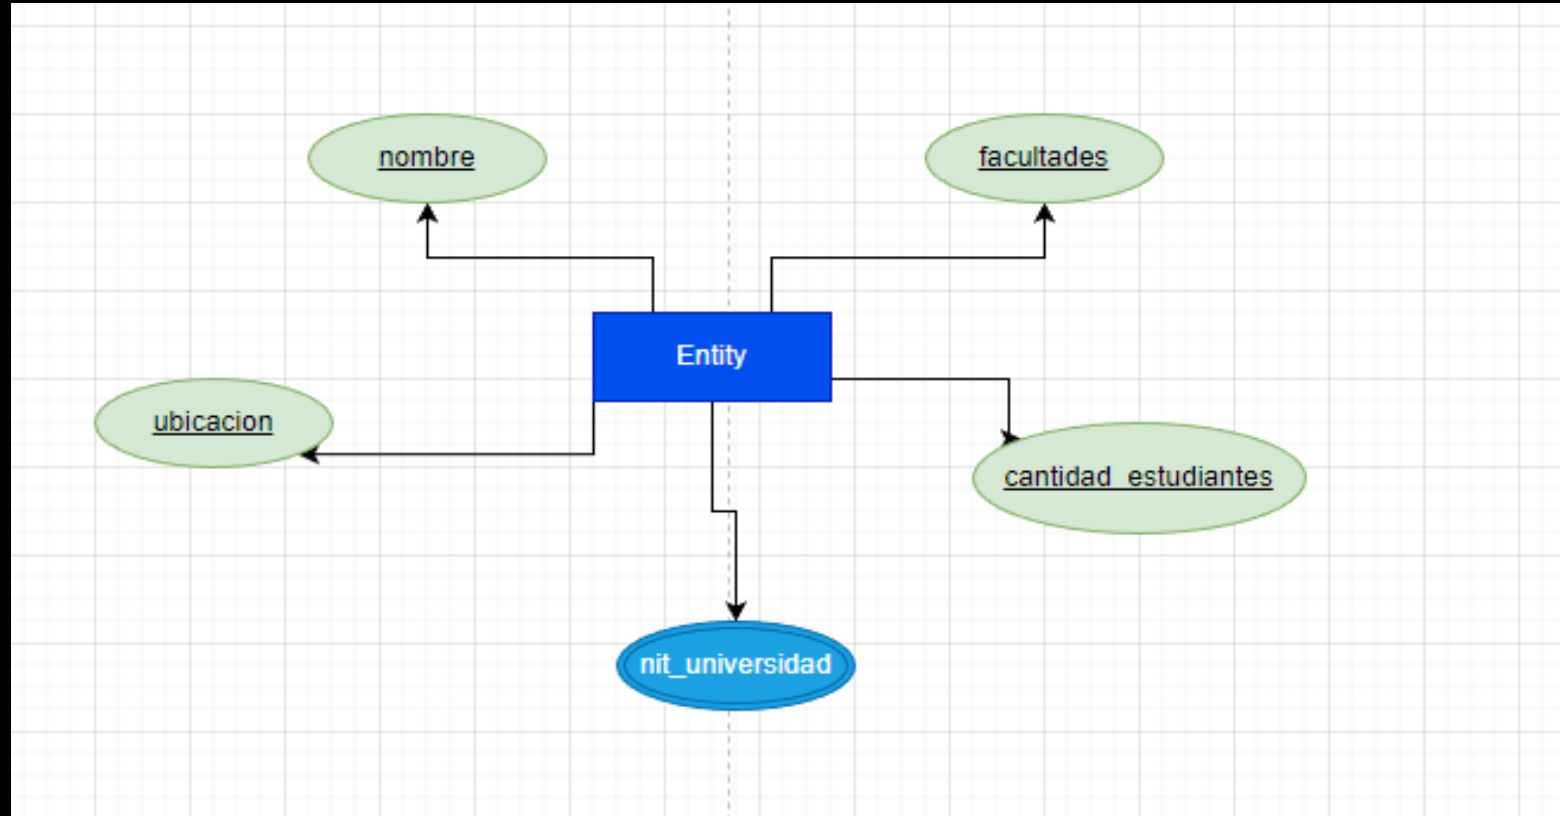 nombre
facultades
Entity
ubicacion
cantidad_estudiantes
nit_universidad